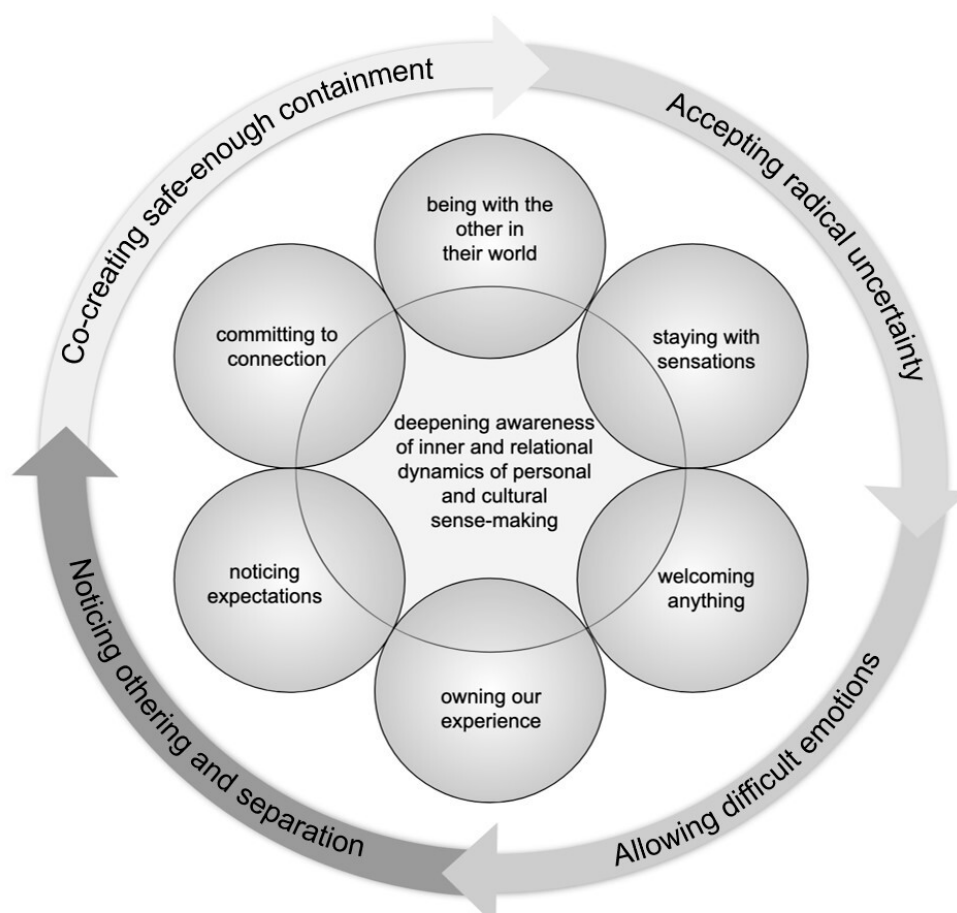 Co-creating safe-enough containment
Accepting radical uncertainty
being with the
other in
their world
committing to
connection
staying with
sensations
deepening awareness
of inner and relational
dynamics of personal
and cultural
sense-making
noticing
expectations
welcoming
anything
owning our
experience
Noticing othering and separation
Allowing difficult emotions